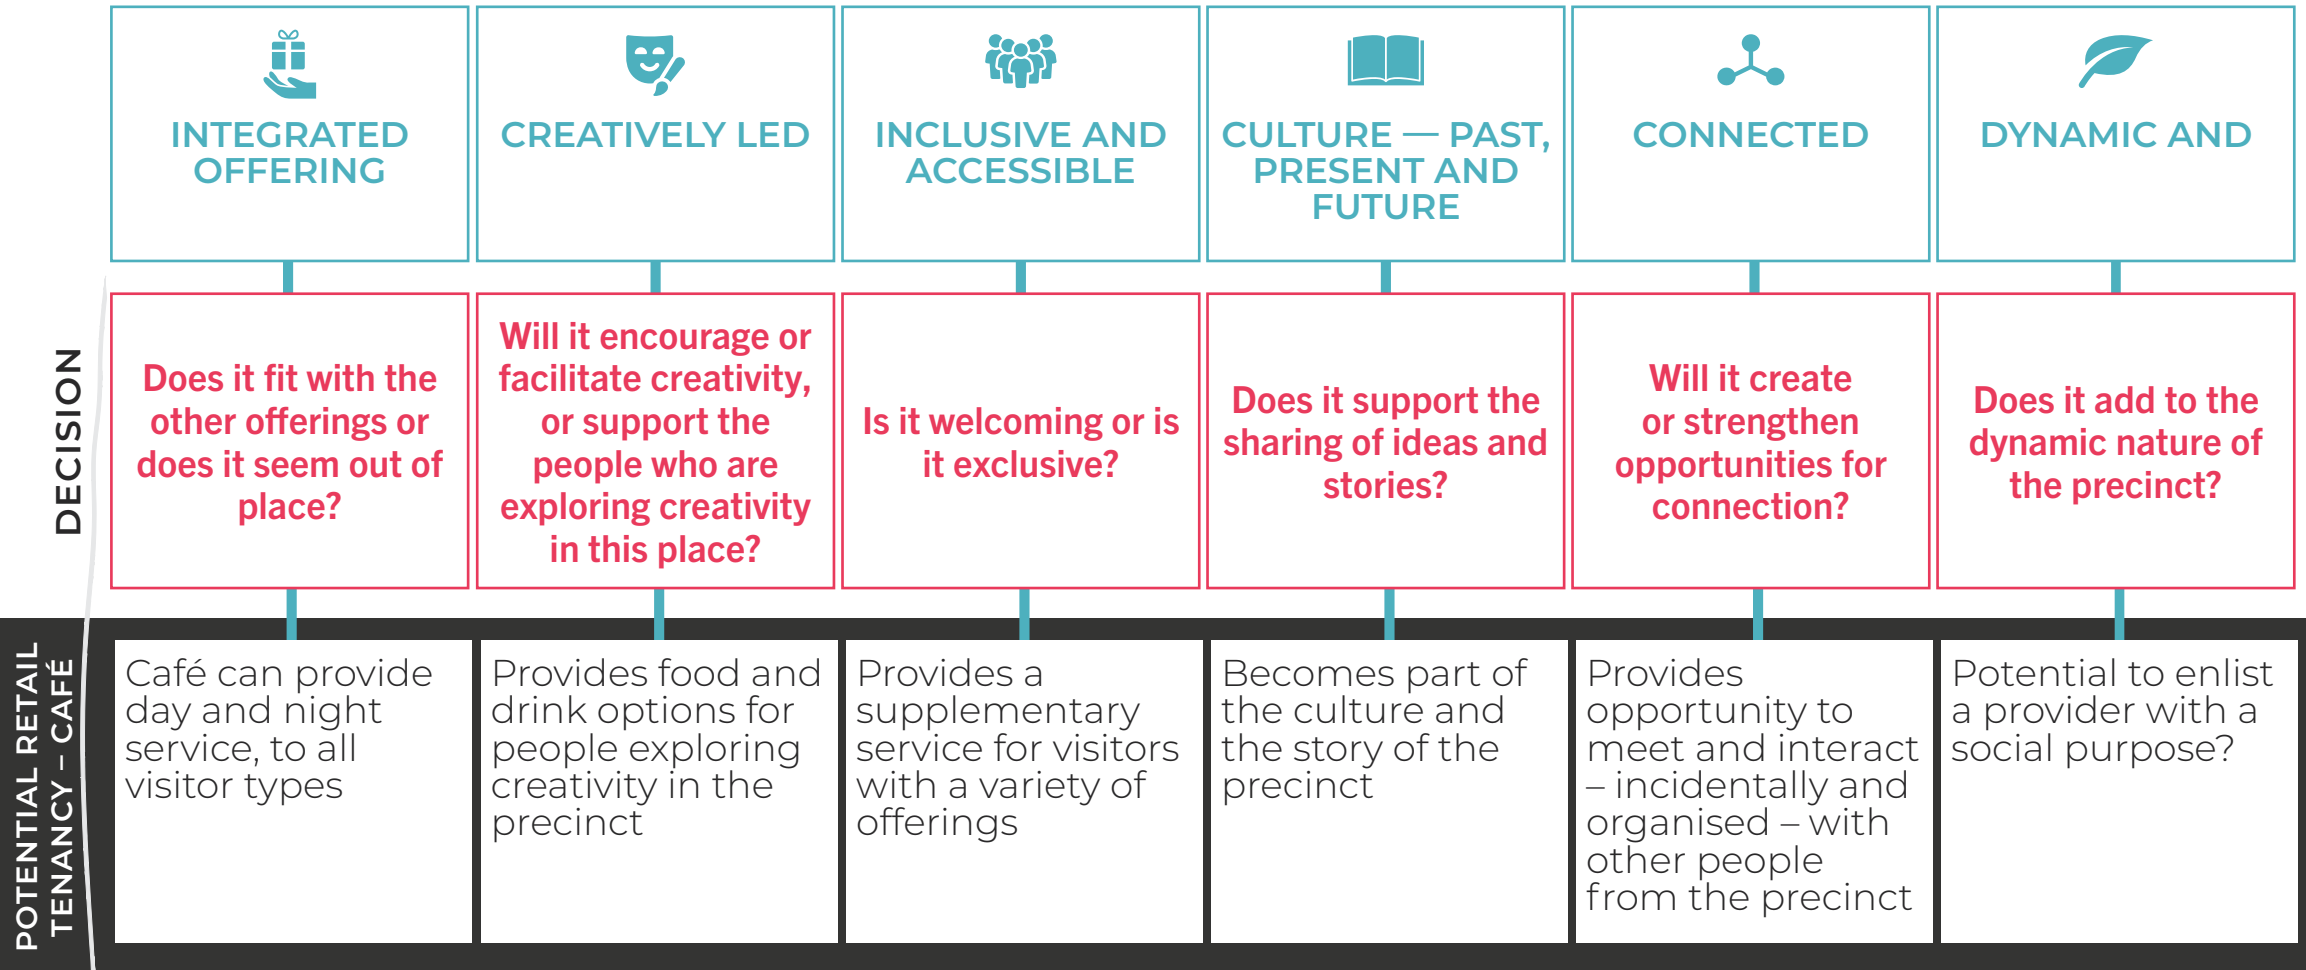 INTEGRATED
OFFERING
CREATIVELY LED
INCLUSIVE AND
ACCESSIBLE
CULTURE — PAST,
PRESENT AND
FUTURE
CONNECTED
DYNAMIC AND
DECISION
Does it fit with the
other offerings or
does it seem out of
place?
Will it encourage or
facilitate creativity,
or support the
people who are
exploring creativity
in this place?
Is it welcoming or is
it exclusive?
Does it support the
sharing of ideas and
stories?
Will it create
or strengthen
opportunities for
connection?
Does it add to the
dynamic nature of
the precinct?
POTENTIAL RETAIL
TENANCY – CAFÉ
Café can provide
day and night
service, to all
visitor types
Provides food and
drink options for
people exploring
creativity in the
precinct
Provides a
supplementary
service for visitors
with a variety of
offerings
Becomes part of
the culture and
the story of the
precinct
Provides
opportunity to
meet and interact
– incidentally and
organised – with
other people
from the precinct
Potential to enlist
a provider with a
social purpose?